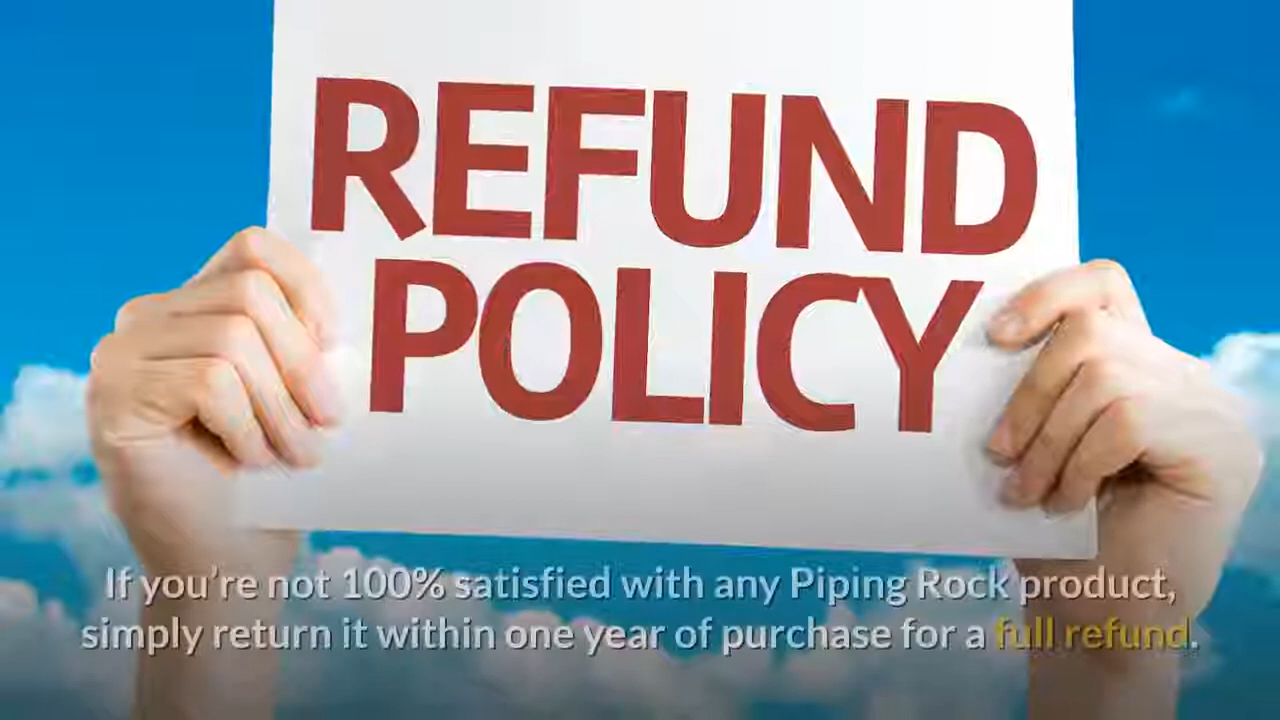 REFUND
POLICY
If you’re not 100% satisfied with any Piping Rock product,
simply return it within one year of purchase for a full refund.